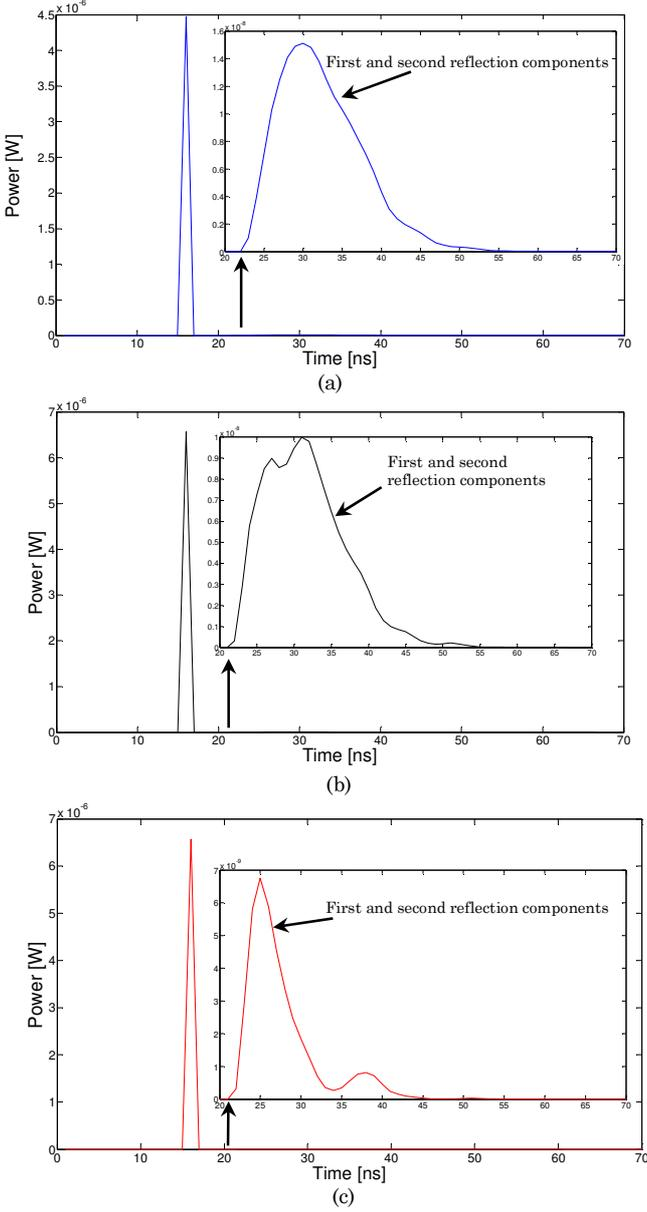 x 10^-6
4.5
4
3.5
3
2.5
2
1.5
1
0.5
0
Power [W]
x 10^-8
1.6
1.4
1.2
1
0.8
0.6
0.4
0.2
0
20 25 30 35 40 45 50 55 60 65 70
First and second reflection components
0 10 20 30 40 50 60 70
Time [ns]
(a)
x 10^-6
7
6
5
4
3
2
1
0
Power [W]
x 10^-8
1
0.9
0.8
0.7
0.6
0.5
0.4
0.3
0.2
0.1
0
20 25 30 35 40 45 50 55 60 65 70
First and second
reflection components
0 10 20 30 40 50 60 70
Time [ns]
(b)
x 10^-6
7
6
5
4
3
2
1
0
Power [W]
x 10^-9
7
6
5
4
3
2
1
0
20 25 30 35 40 45 50 55 60 65 70
First and second reflection components
0 10 20 30 40 50 60 70
Time [ns]
(c)